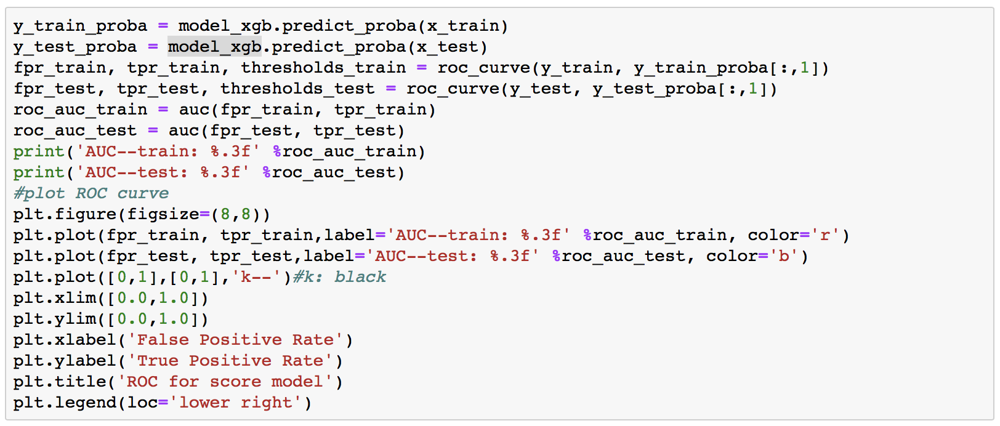 y_train_proba = model_xgb.predict_proba(x_train)
y_test_proba = model_xgb.predict_proba(x_test)
fpr_train, tpr_train, thresholds_train = roc_curve(y_train, y_train_proba[:,1])
fpr_test, tpr_test, thresholds_test = roc_curve(y_test, y_test_proba[:,1])
roc_auc_train = auc(fpr_train, tpr_train)
roc_auc_test = auc(fpr_test, tpr_test)
print('AUC--train: %.3f' %roc_auc_train)
print('AUC--test: %.3f' %roc_auc_test)
#plot ROC curve
plt.figure(figsize=(8,8))
plt.plot(fpr_train, tpr_train,label='AUC--train: %.3f' %roc_auc_train, color='r')
plt.plot(fpr_test, tpr_test,label='AUC--test: %.3f' %roc_auc_test, color='b')
plt.plot([0,1],[0,1],'k--')#k: black
plt.xlim([0.0,1.0])
plt.ylim([0.0,1.0])
plt.xlabel('False Positive Rate')
plt.ylabel('True Positive Rate')
plt.title('ROC for score model')
plt.legend(loc='lower right')